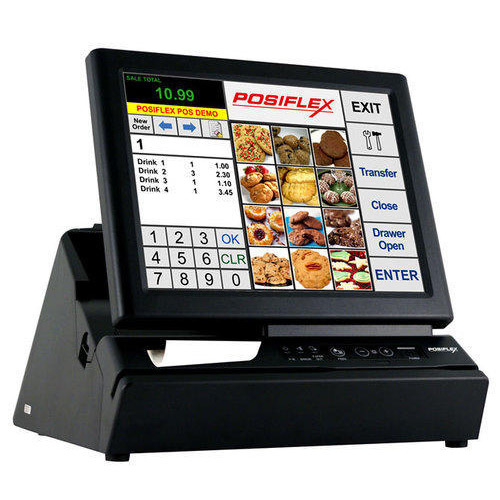 SALE TOTAL
10.99
POSIFLEX POS DEMO
New Order
1
Drink 1 1 1.00
Drink 2 1 2.30
Drink 3 1 1.10
Drink 4 1 3.45
1 2 3 OK
4 5 6 CLR
7 8 9 0
POSIFLEX
EXIT
Transfer
Close
Drawer
Open
ENTER
POSIFLEX